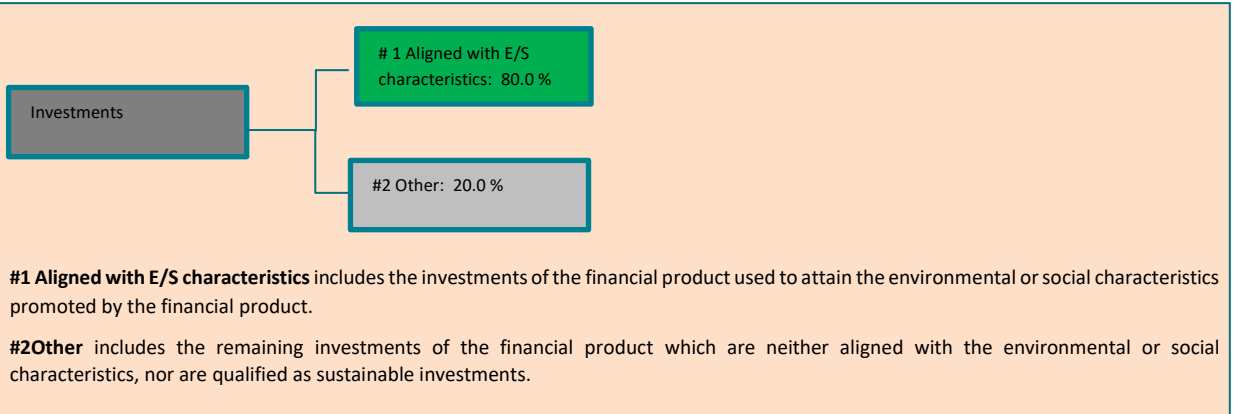 # 1 Aligned with E/S
characteristics: 80.0 %
Investments
#2 Other: 20.0 %
#1 Aligned with E/S characteristics includes the investments of the financial product used to attain the environmental or social characteristics
promoted by the financial product.
#2Other includes the remaining investments of the financial product which are neither aligned with the environmental or social
characteristics, nor are qualified as sustainable investments.